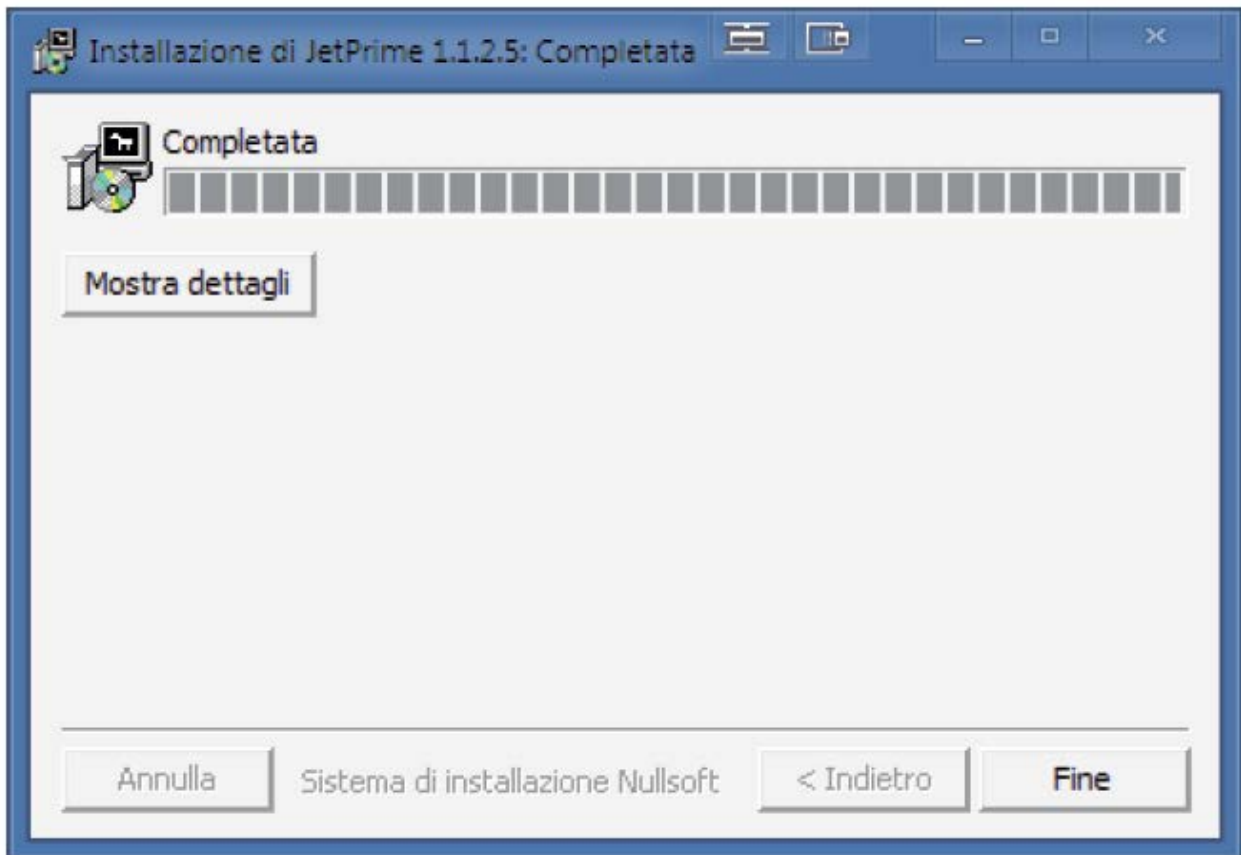 Installazione di JetPrime 1.1.2.5: Completata
Completata
Mostra dettagli
Annulla Sistema di installazione Nullsoft < Indietro Fine